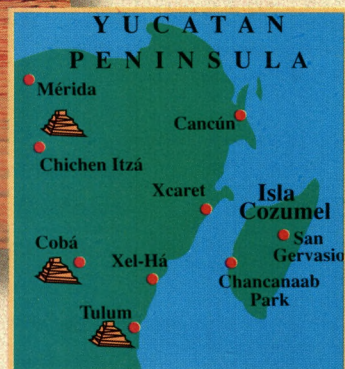 YUCATAN
PENINSULA
Mérida
Cancún
Chichen Itzá
Xcaret
Isla
Cozumel
San
Gervasio
Cobá
Xel-Há
Chancanaab
Park
Tulum